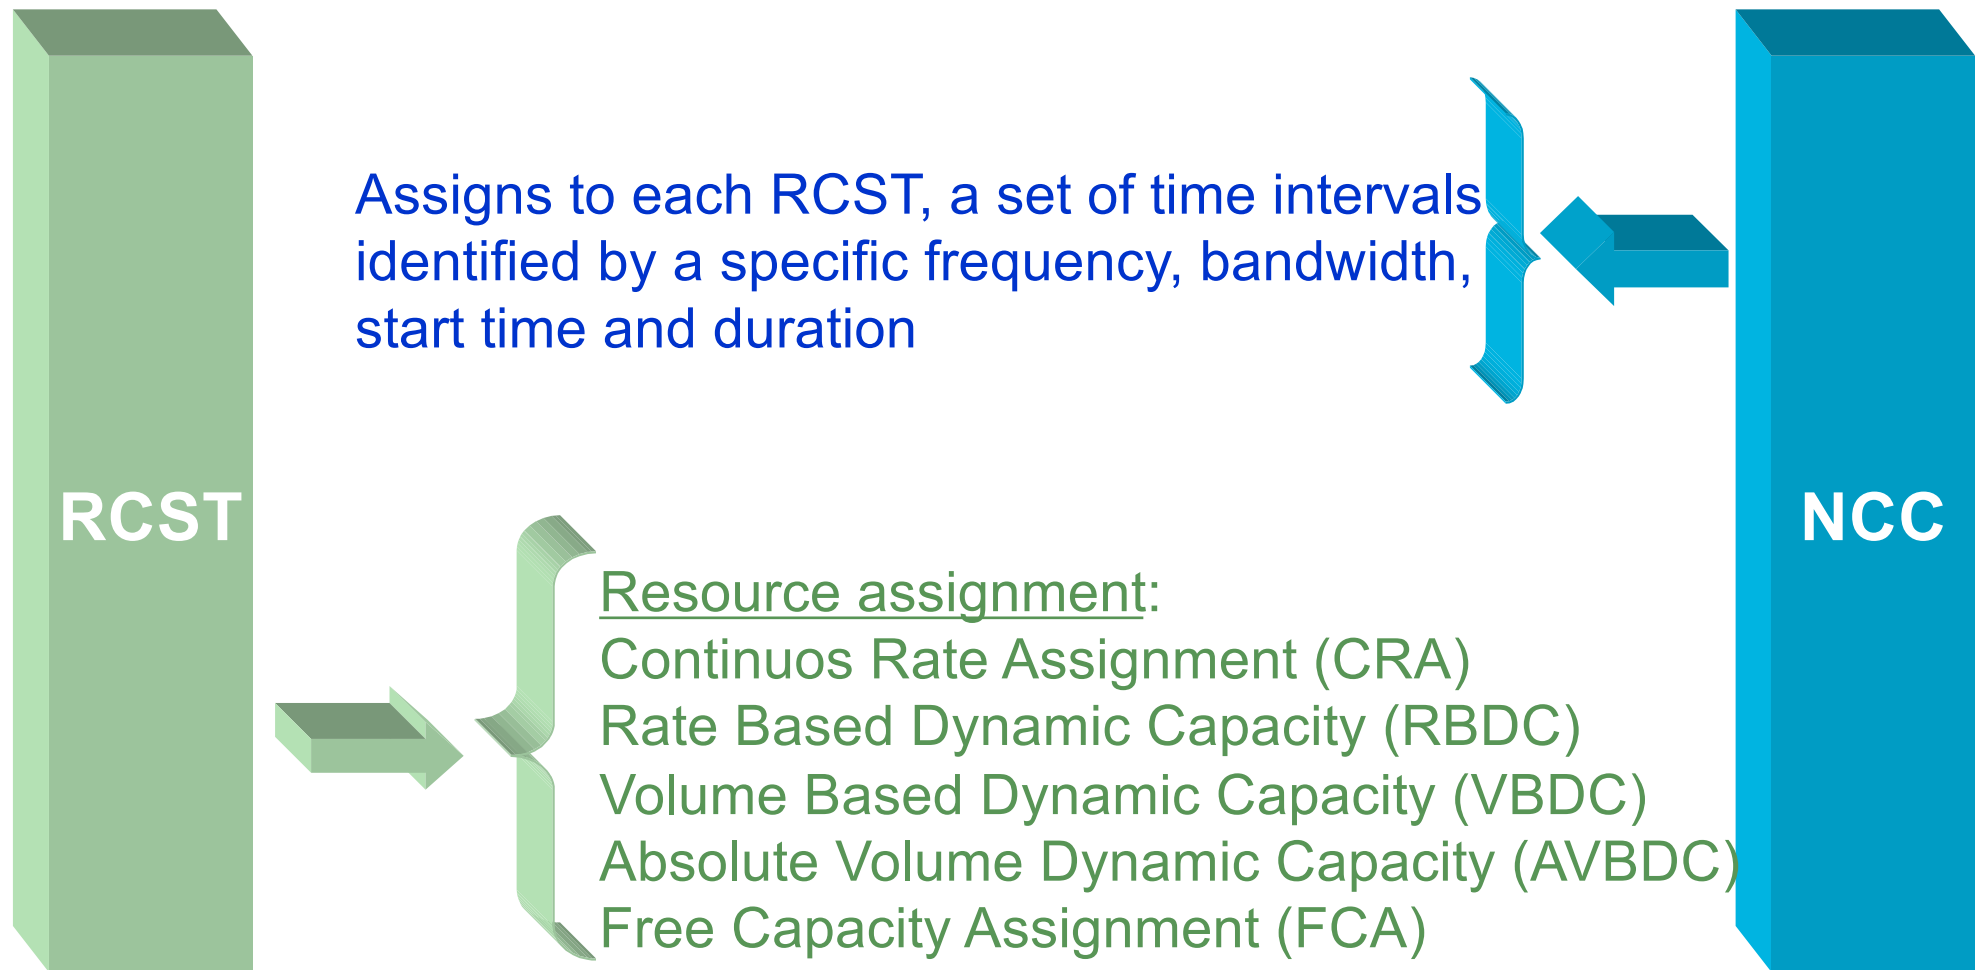 Assigns to each RCST, a set of time intervals
identified by a specific frequency, bandwidth,
start time and duration
RCST
NCC
Resource assignment:
Continuos Rate Assignment (CRA)
Rate Based Dynamic Capacity (RBDC)
Volume Based Dynamic Capacity (VBDC)
Absolute Volume Dynamic Capacity (AVBDC)
Free Capacity Assignment (FCA)